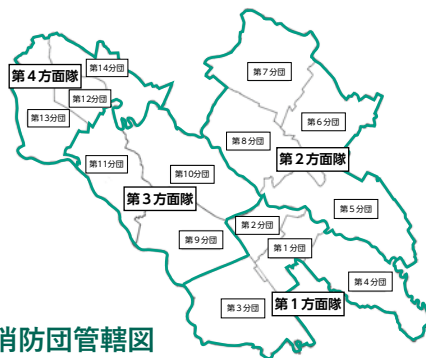 第7分団
第14分団
第4方面隊
第12分団
第13分団
第6分団
第8分団
第2方面隊
第11分団
第10分団
第3方面隊
第5分団
第2分団
第9分団
第1分団
第4分団
第3分団
第1方面隊
消防団管轄図